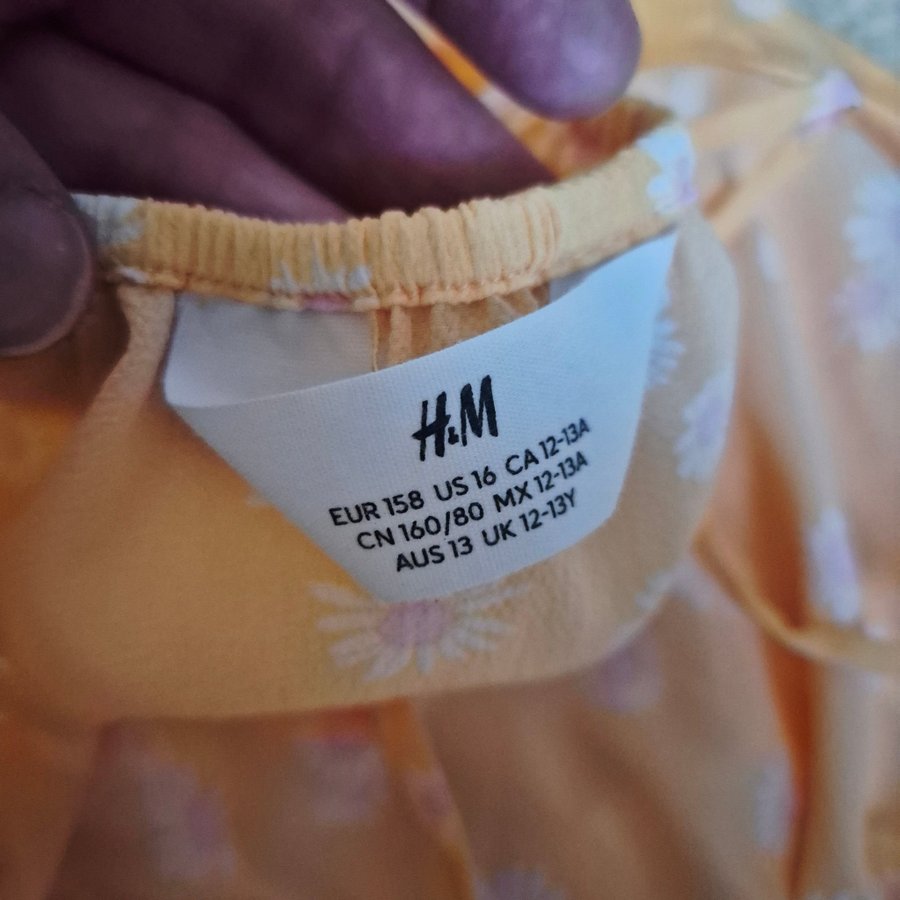 H&M
EUR 158 US 16 CA 12-13A
CN 160/80 MX 12-13A
AUS 13 UK 12-13Y